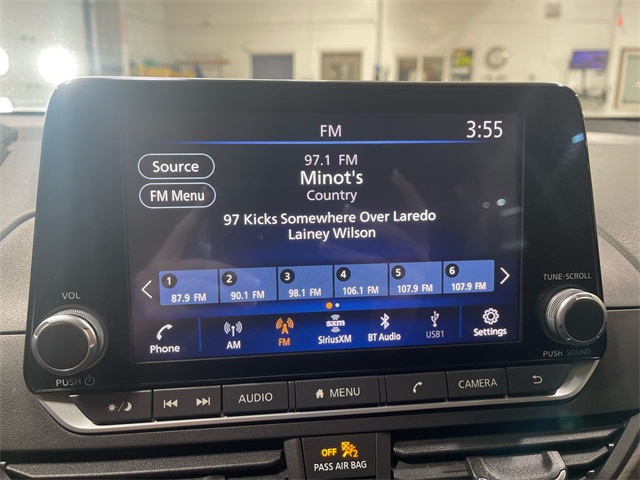 FM 3:55
Source
97.1 FM
Minot's
FM Menu
Country
97 Kicks Somewhere Over Laredo
Lainey Wilson
1 2 3 4 5 6
87.9 FM 90.1 FM 98.1 FM 106.1 FM 107.9 FM 107.9 FM
Phone AM FM SXM SiriusXM BT Audio USB1 Settings
VOL
PUSH
TUNE·SCROLL
PUSH SOUND
AUDIO MENU CAMERA
OFF 2
PASS AIR BAG